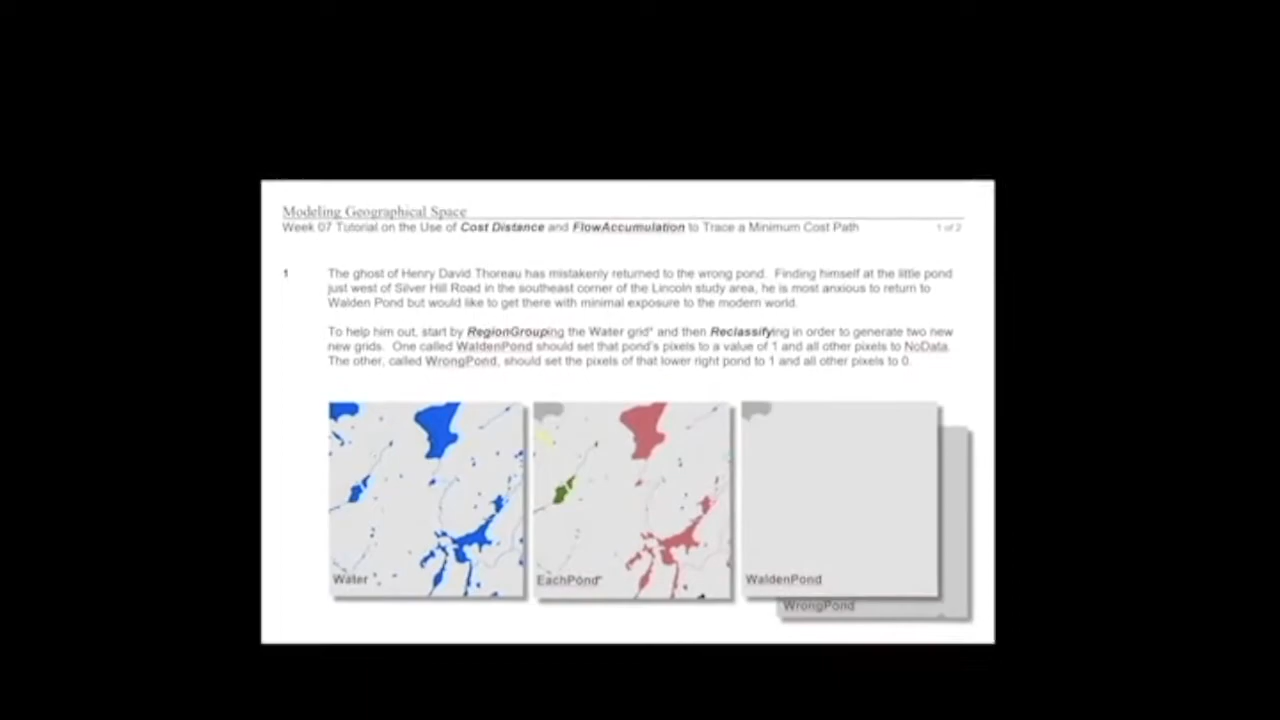 Modeling Geographical Space
Week 07 Tutorial on the Use of Cost Distance and FlowAccumulation to Trace a Minimum Cost Path 1 of 2
1 The ghost of Henry David Thoreau has mistakenly returned to the wrong pond. Finding himself at the little pond
just west of Silver Hill Road in the southeast corner of the Lincoln study area, he is most anxious to return to
Walden Pond but would like to get there with minimal exposure to the modern world.
To help him out, start by RegionGrouping the Water grid* and then Reclassifying in order to generate two new
new grids. One called WaldenPond should set that pond's pixels to a value of 1 and all other pixels to NoData.
The other, called WrongPond, should set the pixels of that lower right pond to 1 and all other pixels to 0.
Water
EachPond*
WaldenPond
WrongPond